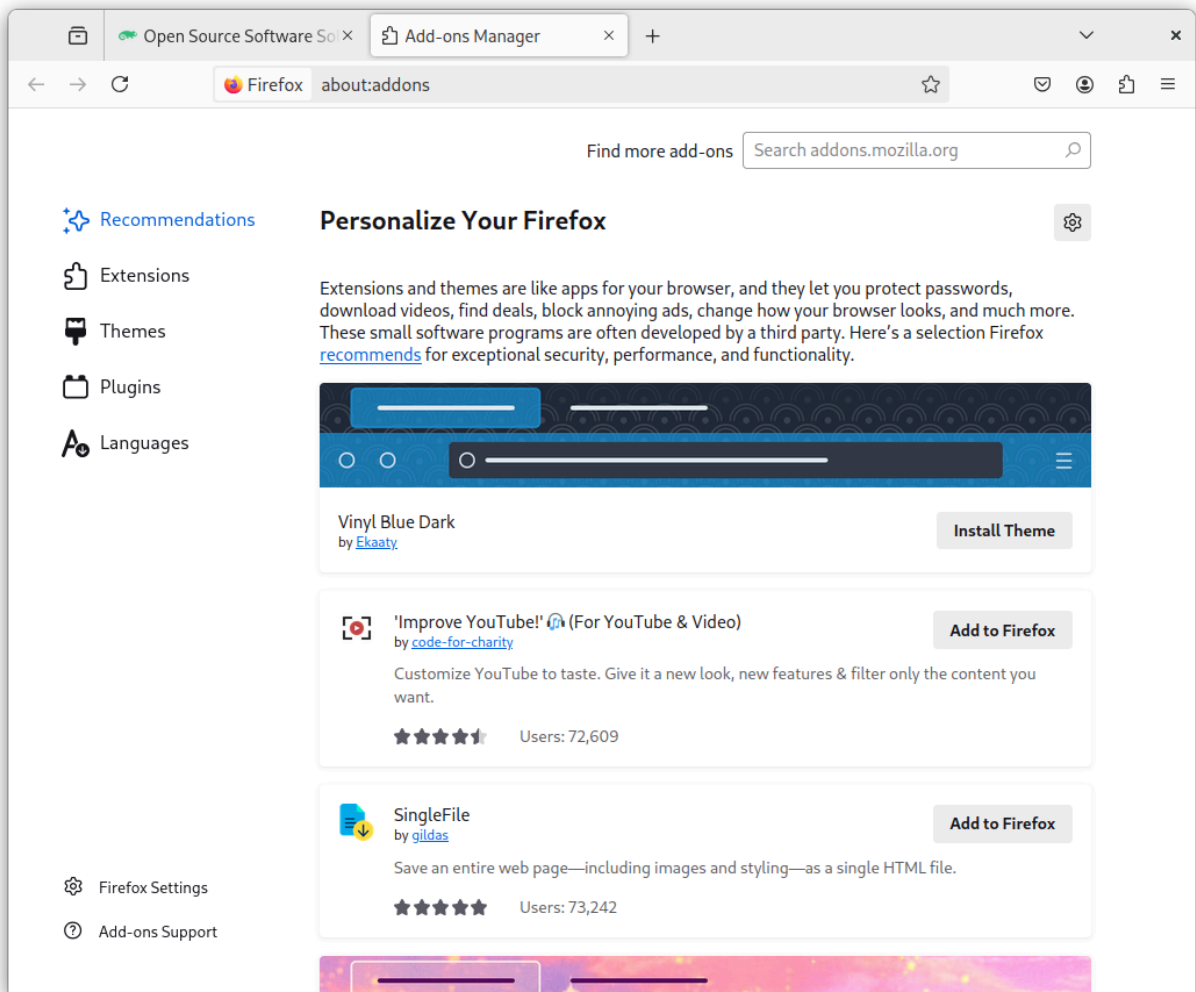 Open Source Software So
Add-ons Manager
Firefox about:addons
Find more add-ons Search addons.mozilla.org
Recommendations
Extensions
Themes
Plugins
Languages
Firefox Settings
Add-ons Support
Personalize Your Firefox
Extensions and themes are like apps for your browser, and they let you protect passwords,
download videos, find deals, block annoying ads, change how your browser looks, and much more.
These small software programs are often developed by a third party. Here’s a selection Firefox
recommends for exceptional security, performance, and functionality.
Vinyl Blue Dark
by Ekaaty
Install Theme
'Improve YouTube!' 🎧 (For YouTube & Video)
by code-for-charity
Add to Firefox
Customize YouTube to taste. Give it a new look, new features & filter only the content you
want.
Users: 72,609
SingleFile
by gildas
Add to Firefox
Save an entire web page—including images and styling—as a single HTML file.
Users: 73,242